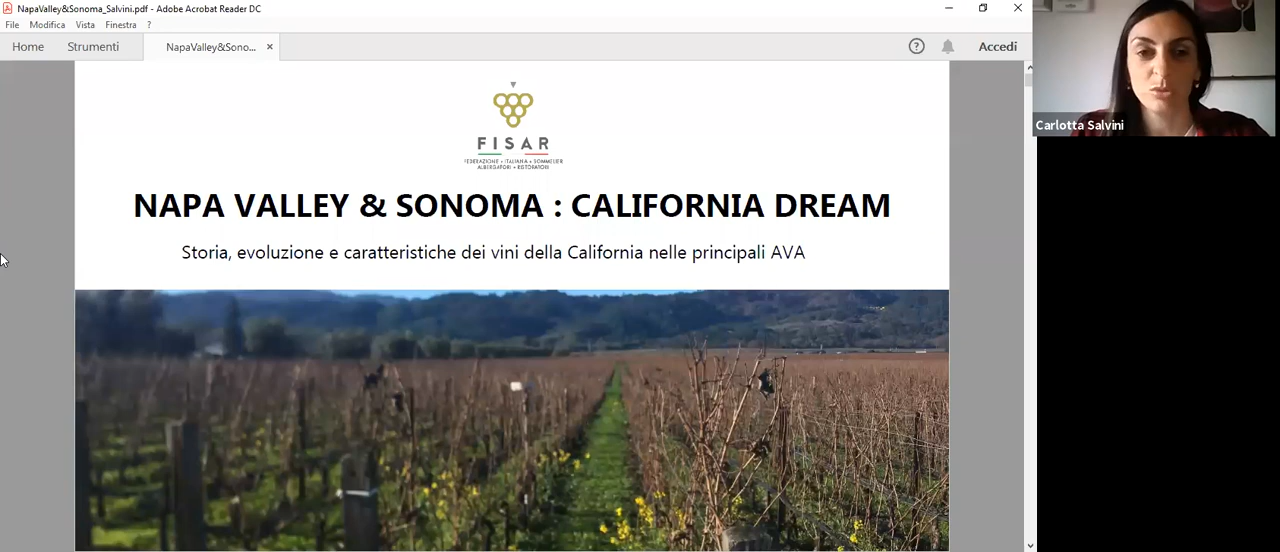 NapaValley&Sonoma_Salvini.pdf - Adobe Acrobat Reader DC
File Modifica Vista Finestra ?
Home Strumenti NapaValley&Sono... × ? Accedi
Carlotta Salvini
FISAR
FEDERAZIONE • ITALIANA • SOMMELIER
ALBERGATORI • RISTORATORI
NAPA VALLEY & SONOMA : CALIFORNIA DREAM
Storia, evoluzione e caratteristiche dei vini della California nelle principali AVA